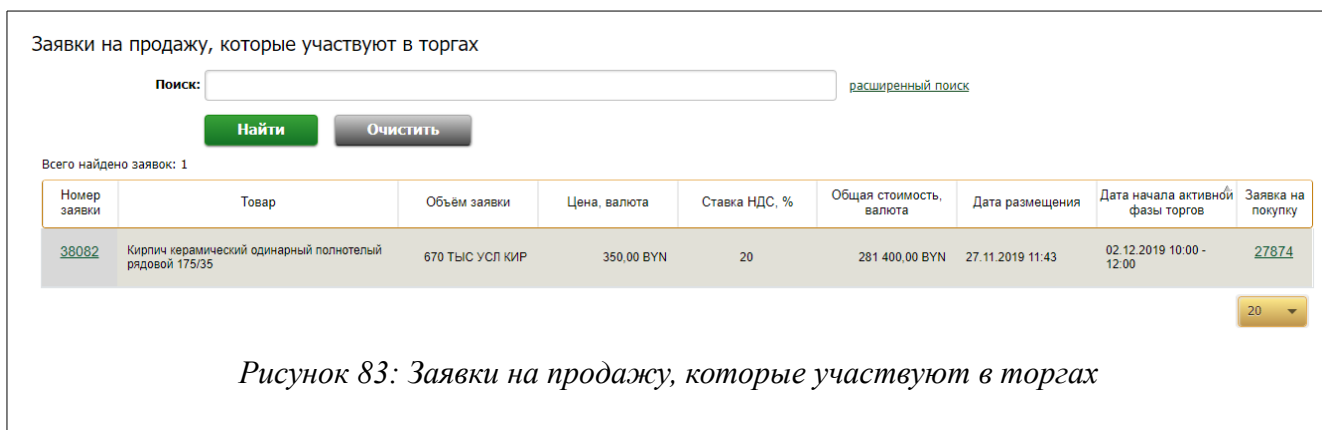 Заявки на продажу, которые участвуют в торгах
Поиск: расширенный поиск
Найти Очистить
Всего найдено заявок: 1
Номер заявки Товар Объём заявки Цена, валюта Ставка НДС, % Общая стоимость, валюта Дата размещения Дата начала активной фазы торгов Заявка на покупку
38082 Кирпич керамический одинарный полнотелый рядовой 175/35 670 ТЫС УСЛ КИР 350,00 BYN 20 281 400,00 BYN 27.11.2019 11:43 02.12.2019 10:00 - 12:00 27874
20
Рисунок 83: Заявки на продажу, которые участвуют в торгах